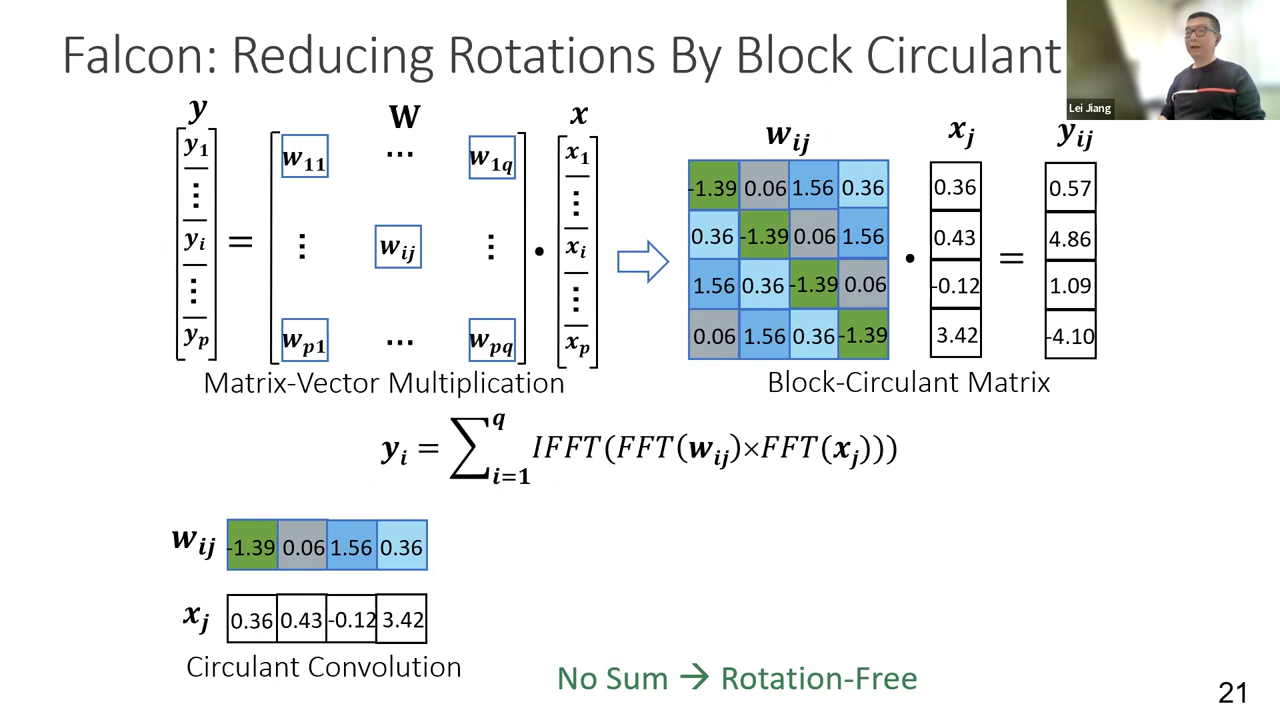 Falcon: Reducing Rotations By Block Circulant
Lei Jiang
y W x
y1 ⋮ yi ⋮ yp
=
w11 ⋯ w1q
⋮ wij ⋮
wp1 ⋯ wpq
·
x1 ⋮ xi ⋮ xp
Matrix-Vector Multiplication
wij xj yij
-1.39 0.06 1.56 0.36 0.36 0.57
0.36 -1.39 0.06 1.56 0.43 4.86
· =
1.56 0.36 -1.39 0.06 -0.12 1.09
0.06 1.56 0.36 -1.39 3.42 -4.10
Block-Circulant Matrix
yi = ∑_{i=1}^{q} IFFT(FFT(wij)×FFT(xj)))
wij -1.39 0.06 1.56 0.36
xj 0.36 0.43 -0.12 3.42
Circulant Convolution
No Sum → Rotation-Free
21